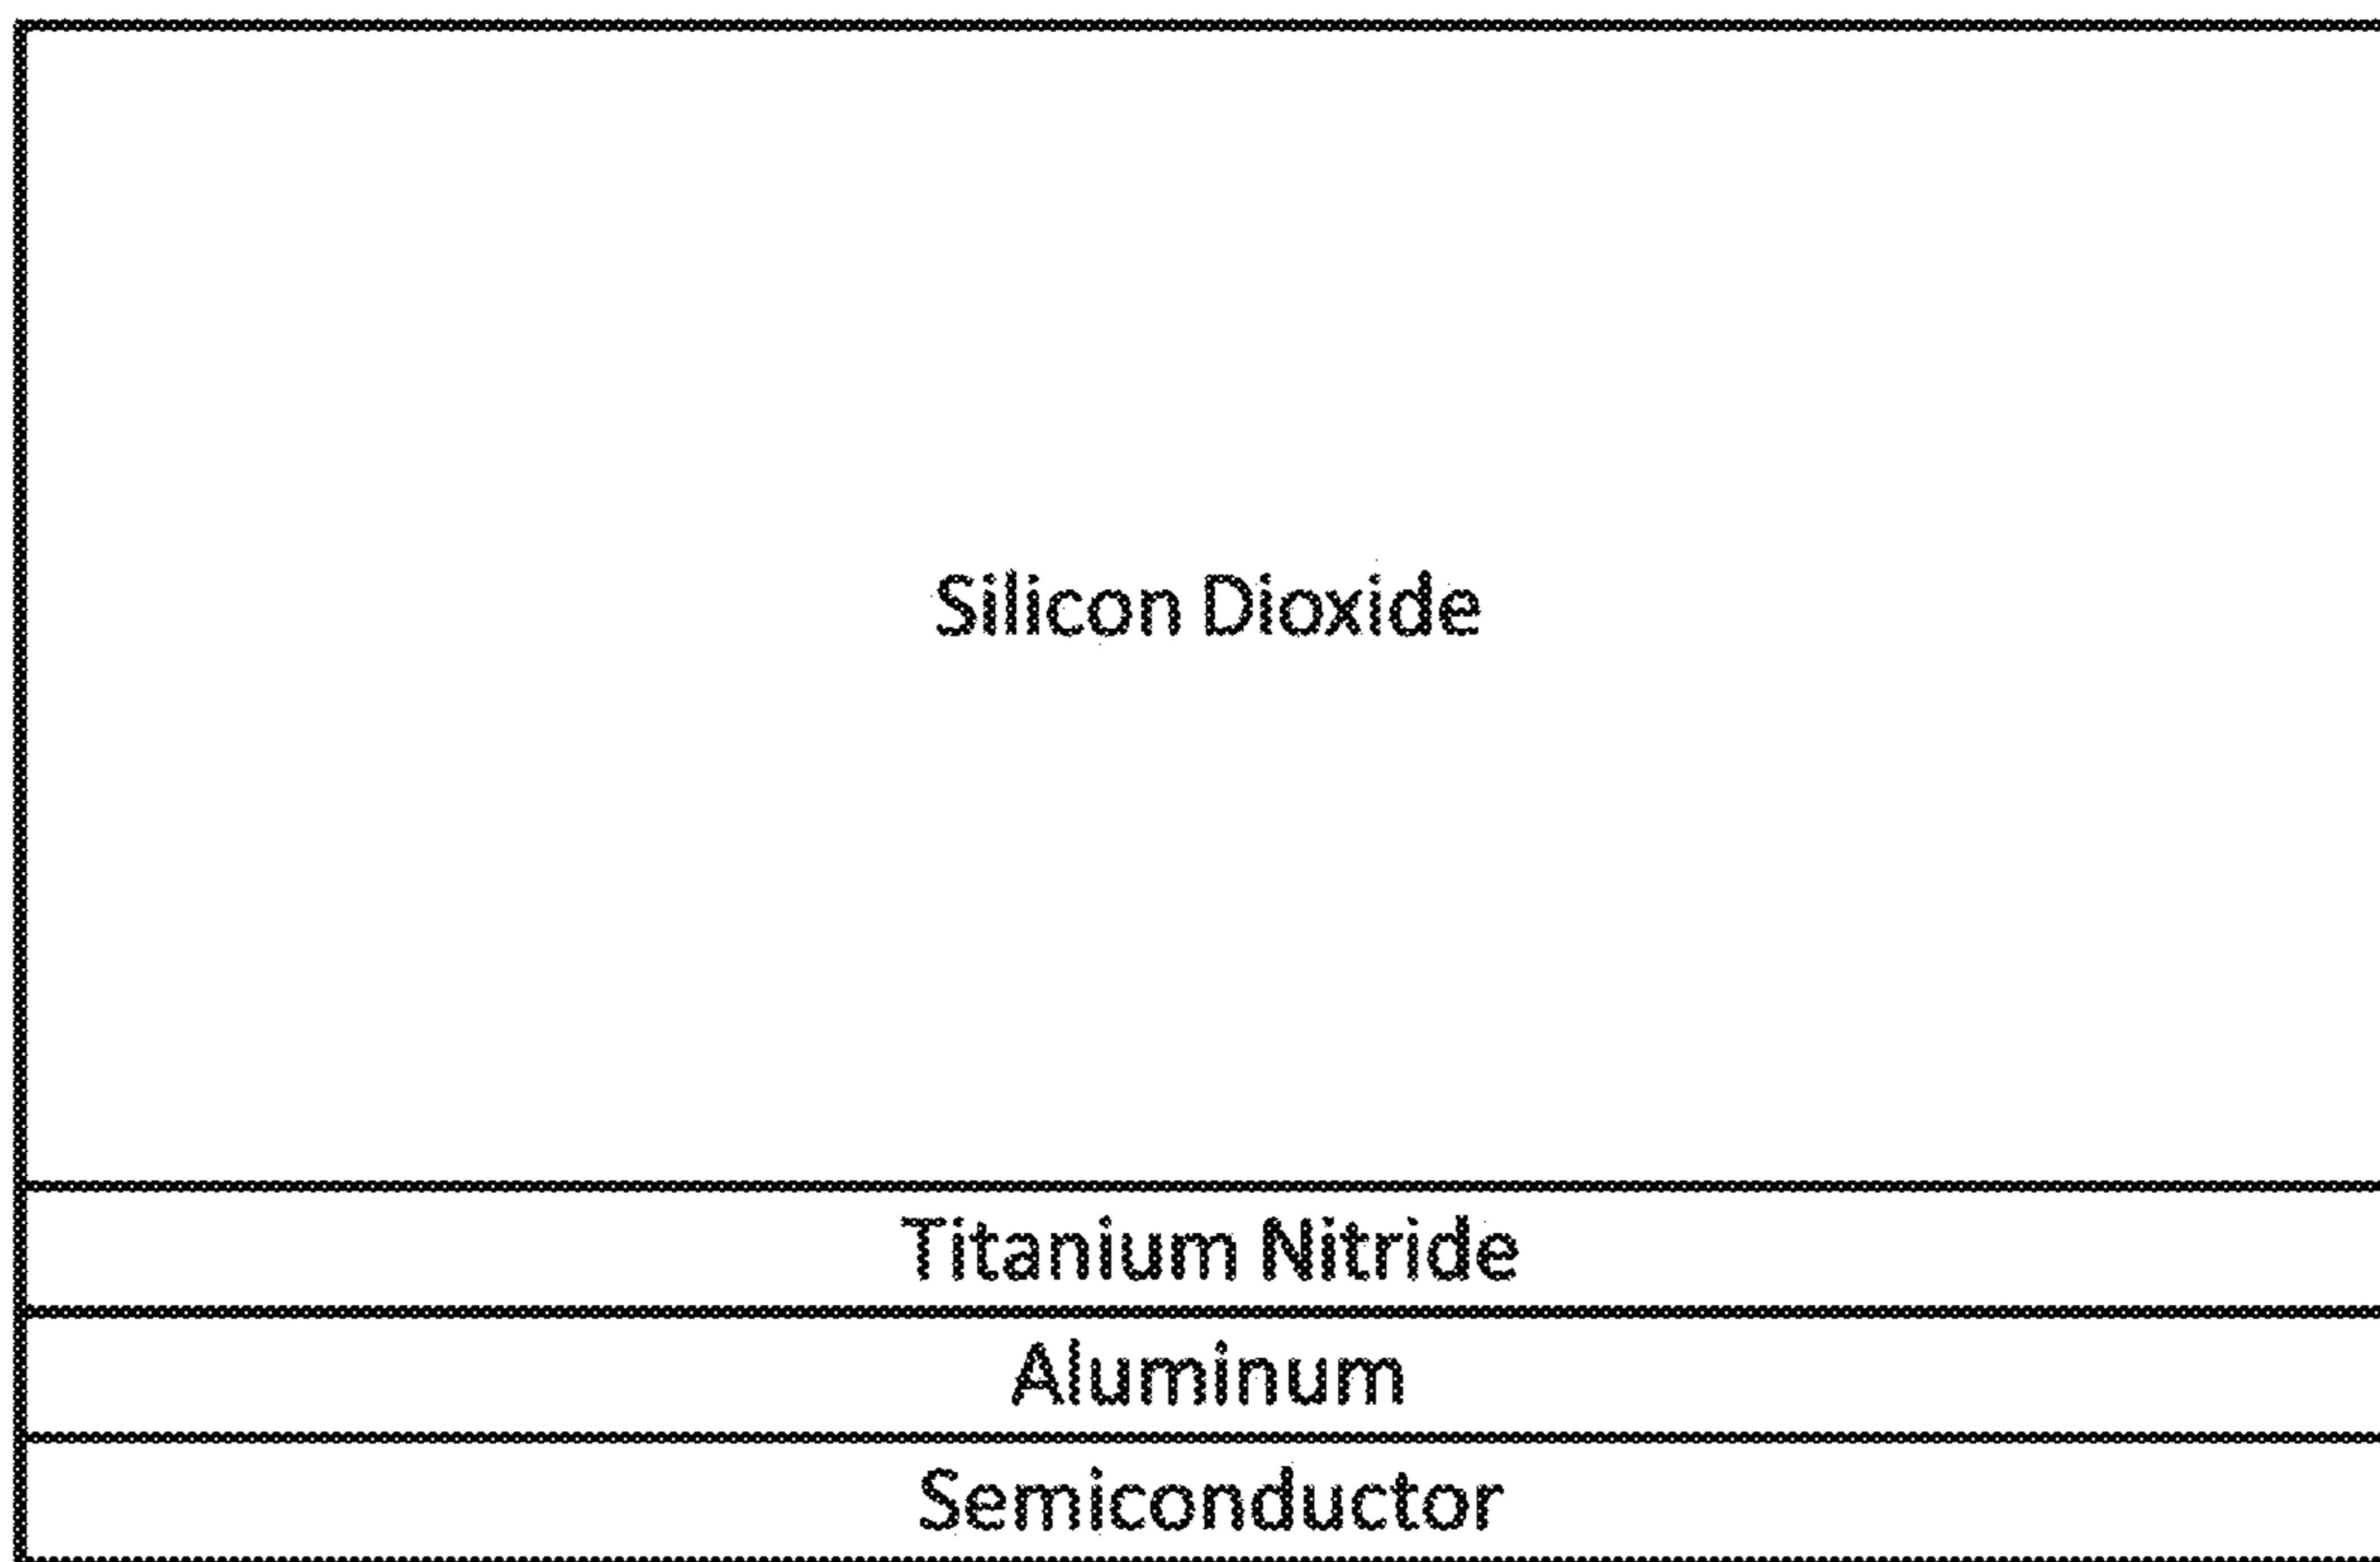 Silicon Dioxide
Titanium Nitride
Aluminum
Semiconductor